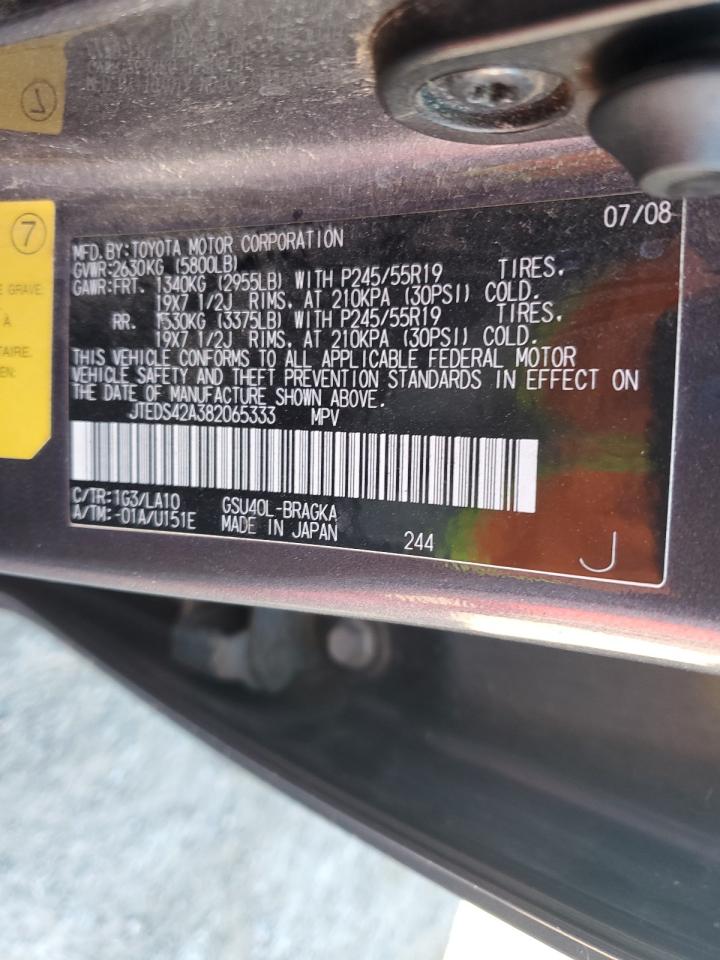 07/08
MFD.BY:TOYOTA MOTOR CORPORATION
GVWR:2630KG (5800LB)
GAWR:FRT. 1340KG (2955LB) WITH P245/55R19 TIRES,
19X7 1/2J RIMS, AT 210KPA (30PSI) COLD.
RR. 1530KG (3375LB) WITH P245/55R19 TIRES,
19X7 1/2J RIMS, AT 210KPA (30PSI) COLD.
THIS VEHICLE CONFORMS TO ALL APPLICABLE FEDERAL MOTOR
VEHICLE SAFETY AND THEFT PREVENTION STANDARDS IN EFFECT ON
THE DATE OF MANUFACTURE SHOWN ABOVE.
JTEDS42A382065333 MPV
C/TR:1G3/LA10 GSU40L-BRAGKA
A/TM:-01A/U151E MADE IN JAPAN 244
J
7
E GRAVE.
À
TAIRE.
EN: